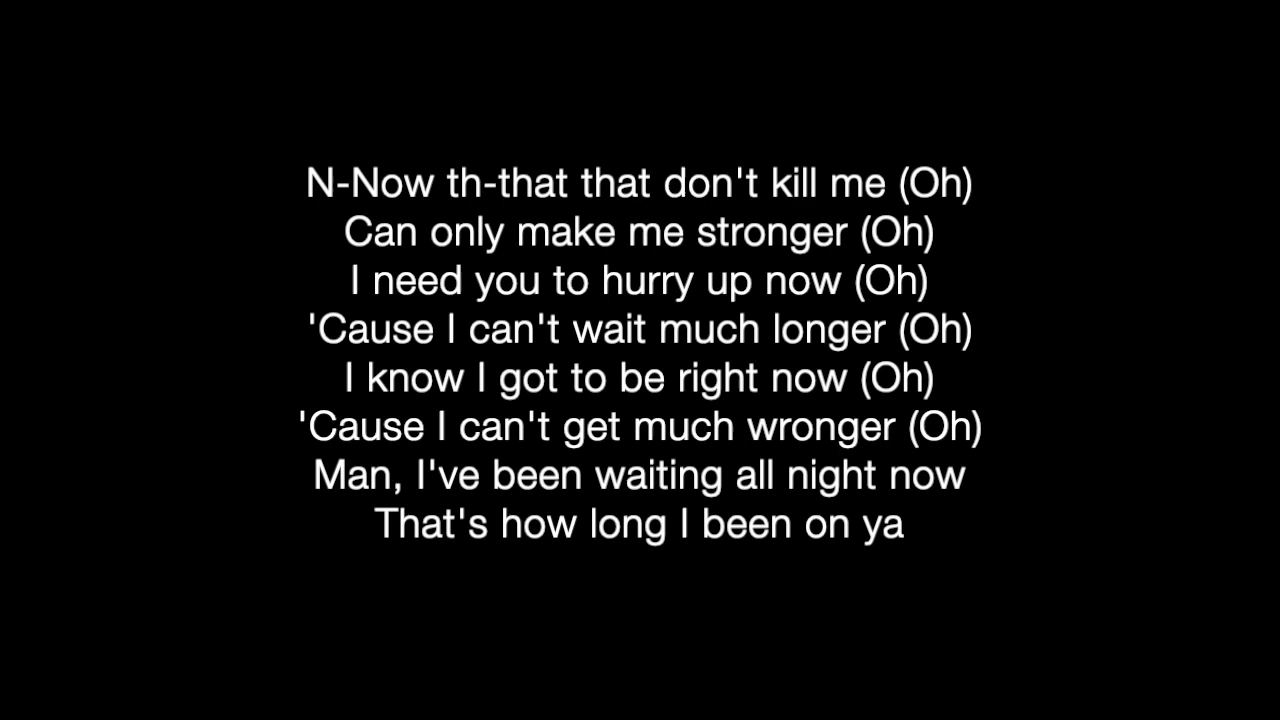 N-Now th-that that don't kill me (Oh)
Can only make me stronger (Oh)
I need you to hurry up now (Oh)
'Cause I can't wait much longer (Oh)
I know I got to be right now (Oh)
'Cause I can't get much wronger (Oh)
Man, I've been waiting all night now
That's how long I been on ya